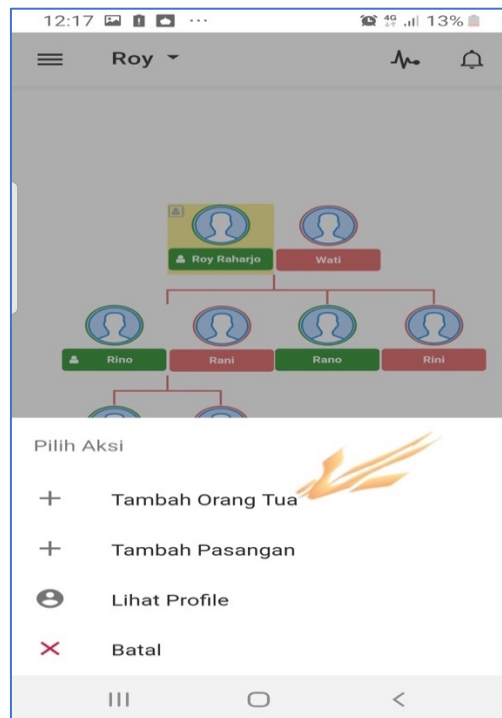 12:17 ... 4G 13%
Roy
Roy Raharjo Wati
Rino Rani Rano Rini
Pilih Aksi
Tambah Orang Tua
Tambah Pasangan
Lihat Profile
Batal